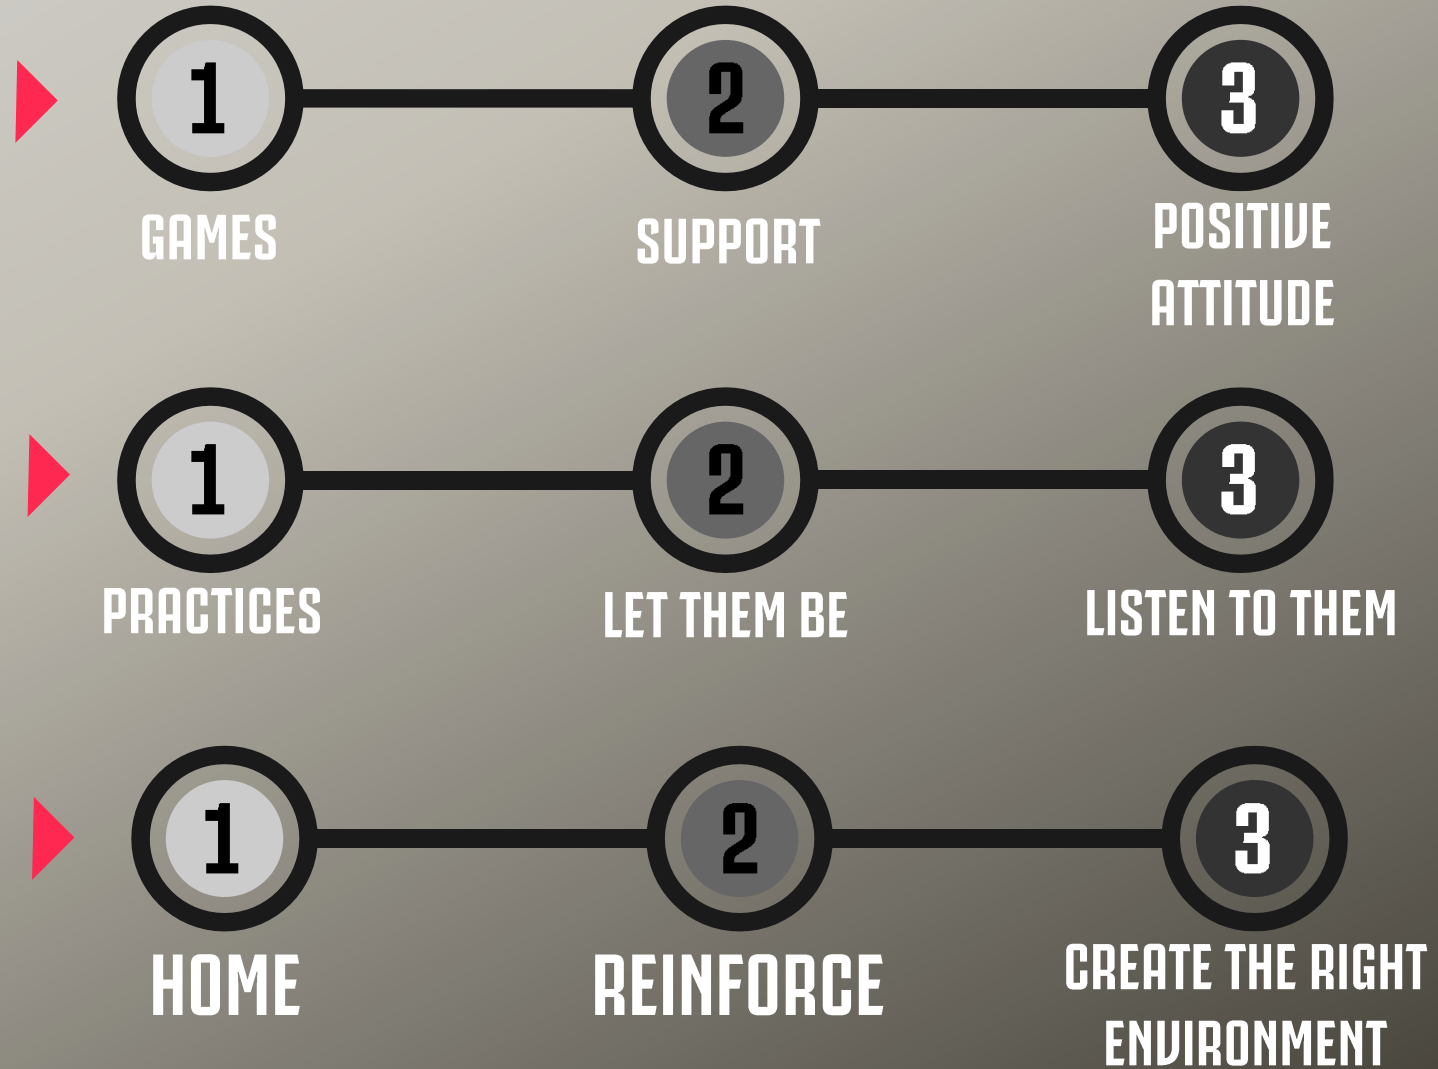 1 2 3
GAMES SUPPORT POSITIVE
ATTITUDE
1 2 3
PRACTICES LET THEM BE LISTEN TO THEM
1 2 3
HOME REINFORCE CREATE THE RIGHT
ENVIRONMENT